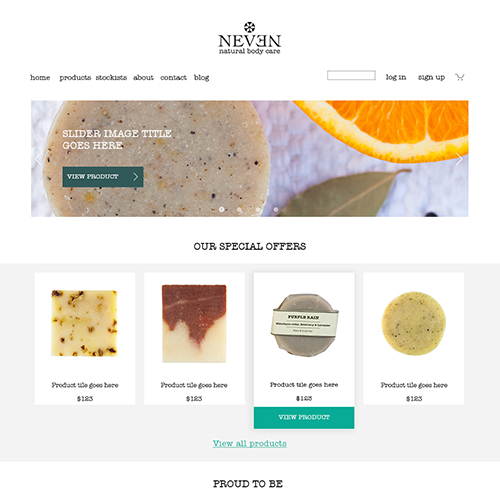 NEVEN
natural body care
home products stockists about contact blog
log in sign up
SLIDER IMAGE TITLE
GOES HERE
VIEW PRODUCT
OUR SPECIAL OFFERS
PURPLE RAIN
Product tile goes here
$123
Product tile goes here
$123
Product tile goes here
$123
VIEW PRODUCT
Product tile goes here
$123
View all products
PROUD TO BE